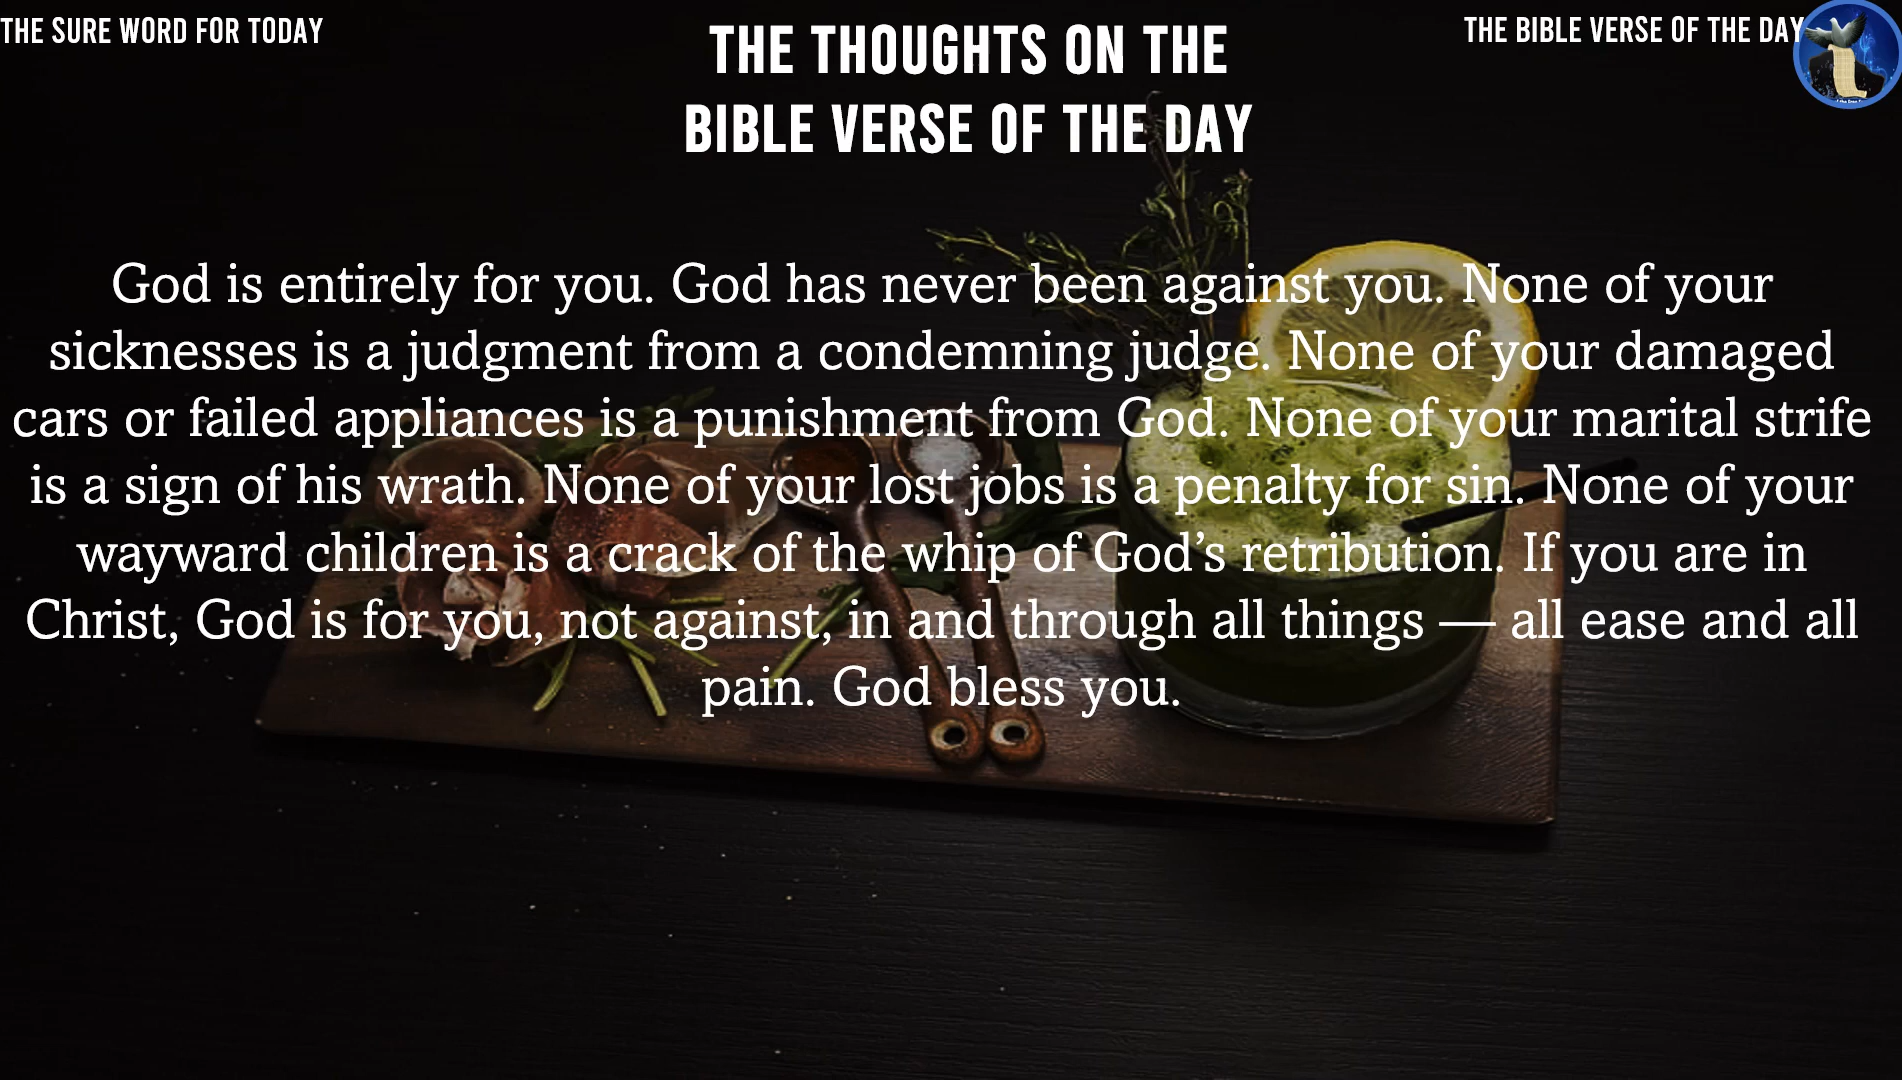 THE SURE WORD FOR TODAY
THE THOUGHTS ON THE
BIBLE VERSE OF THE DAY
THE BIBLE VERSE OF THE DAY
God is entirely for you. God has never been against you. None of your
sicknesses is a judgment from a condemning judge. None of your damaged
cars or failed appliances is a punishment from God. None of your marital strife
is a sign of his wrath. None of your lost jobs is a penalty for sin. None of your
wayward children is a crack of the whip of God’s retribution. If you are in
Christ, God is for you, not against, in and through all things — all ease and all
pain. God bless you.